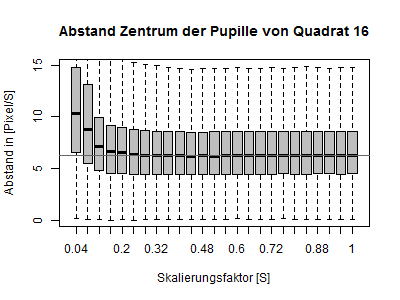 Abstand Zentrum der Pupille von Quadrat 16
Abstand in [Pixel/S]
15
10
5
0
0.04 0.2 0.32 0.48 0.6 0.72 0.88 1
Skalierungsfaktor [S]